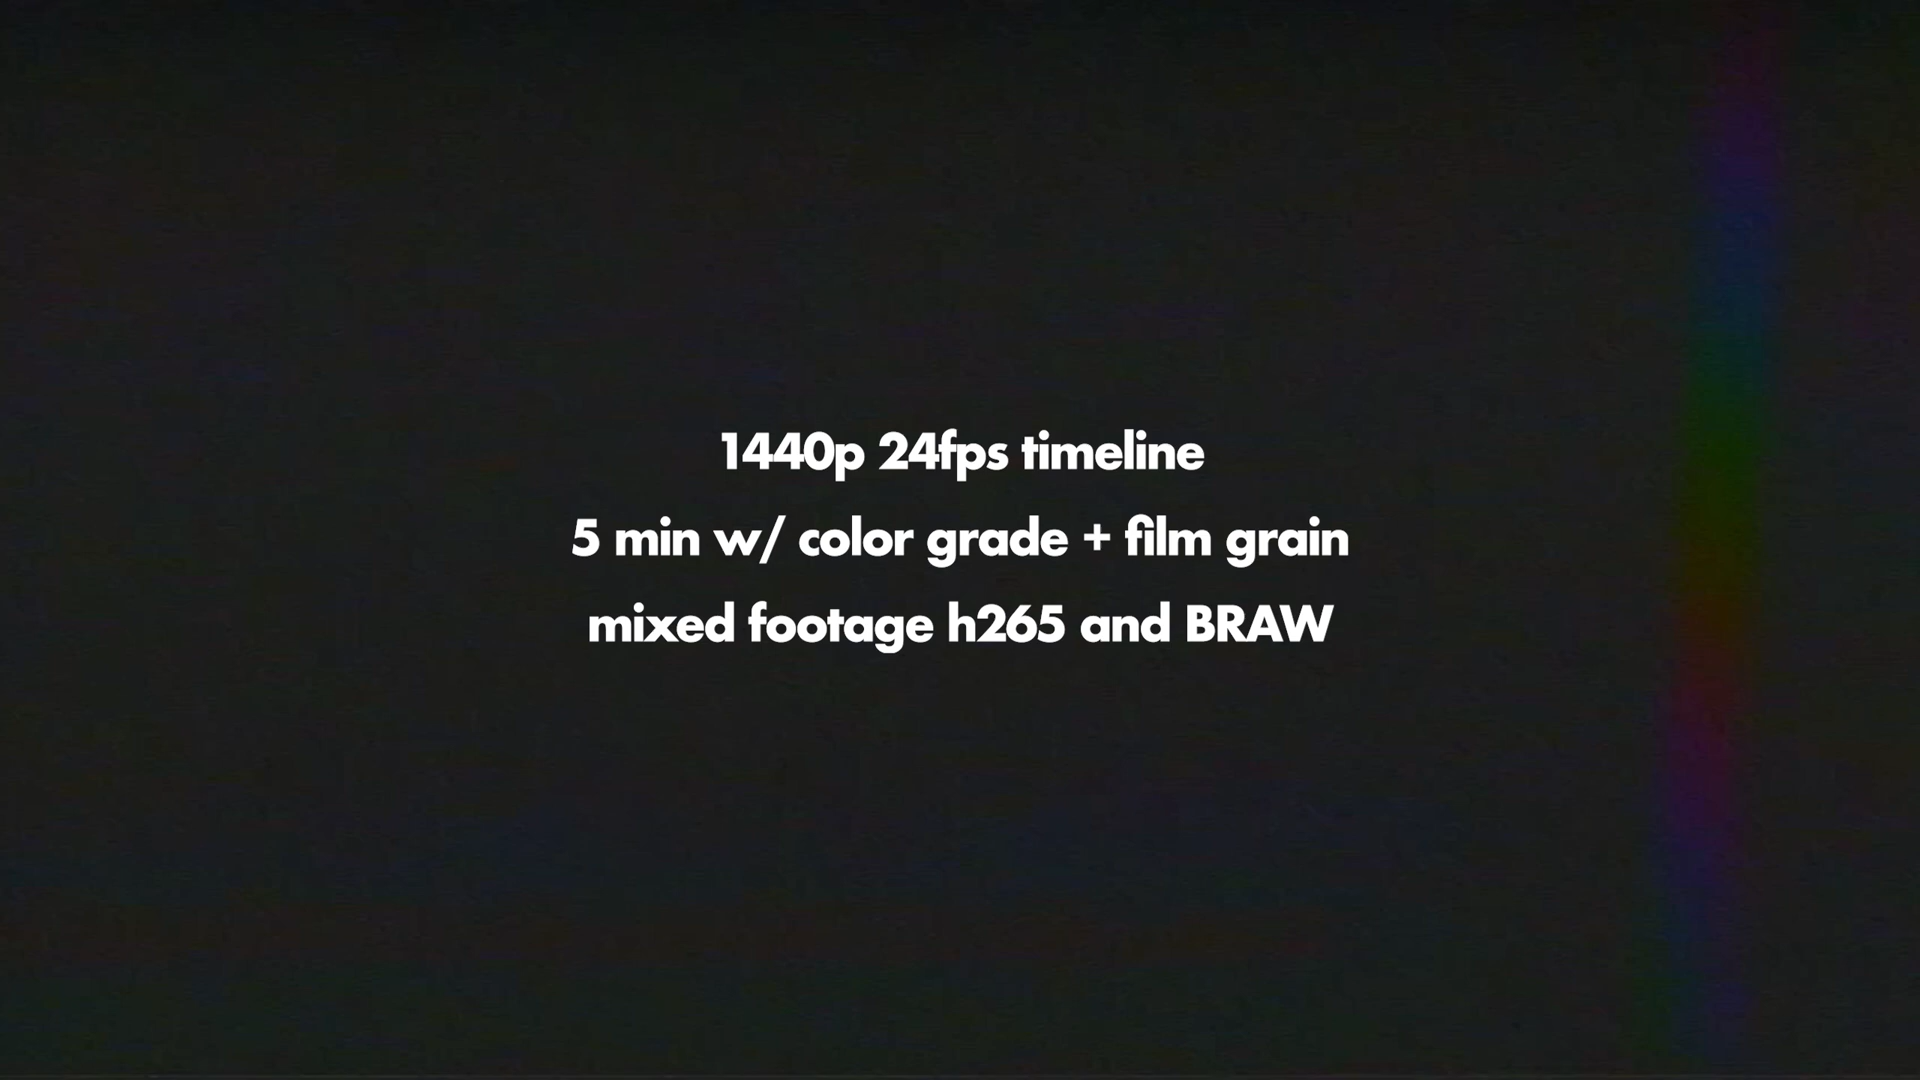 1440p 24fps timeline
5 min w/ color grade + film grain
mixed footage h265 and BRAW